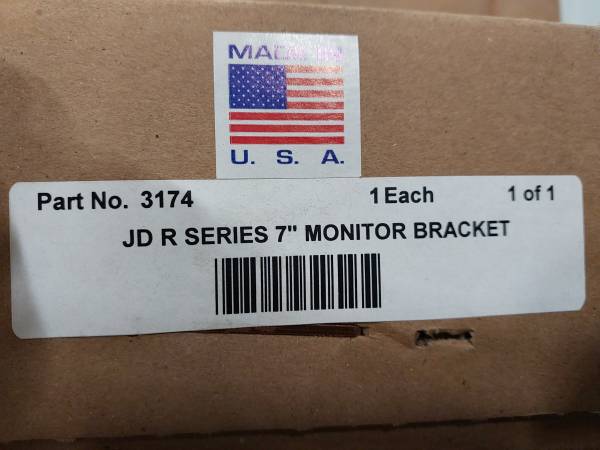 MADE IN
U. S. A.
Part No. 3174 1 Each 1 of 1
JD R SERIES 7" MONITOR BRACKET